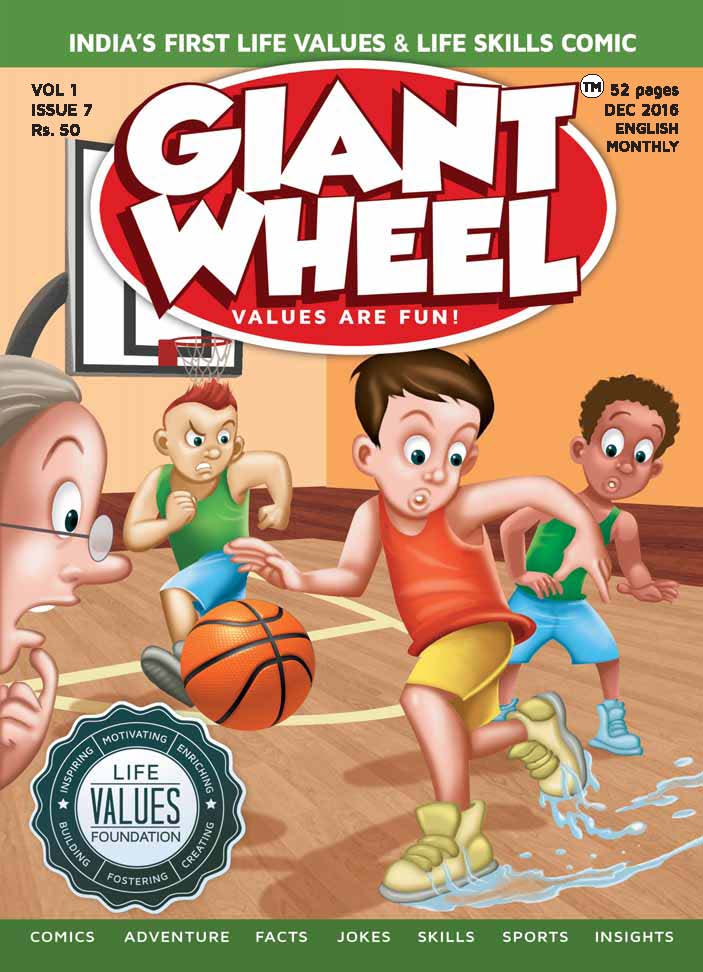 INDIA'S FIRST LIFE VALUES & LIFE SKILLS COMIC
VOL 1
ISSUE 7
Rs. 50
TM
52 pages
DEC 2016
ENGLISH
MONTHLY
GIANT
WHEEL
VALUES ARE FUN!
INSPIRING
MOTIVATING
ENRICHING
LIFE
VALUES
FOUNDATION
BUILDING
FOSTERING
CREATING
COMICS ADVENTURE FACTS JOKES SKILLS SPORTS INSIGHTS